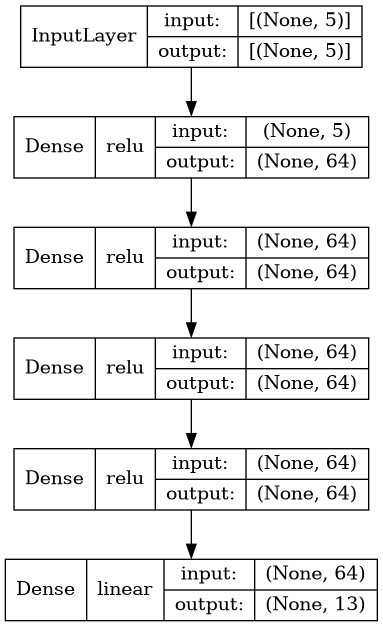 InputLayer input: [(None, 5)]
output: [(None, 5)]
Dense relu input: (None, 5)
output: (None, 64)
Dense relu input: (None, 64)
output: (None, 64)
Dense relu input: (None, 64)
output: (None, 64)
Dense relu input: (None, 64)
output: (None, 64)
Dense linear input: (None, 64)
output: (None, 13)